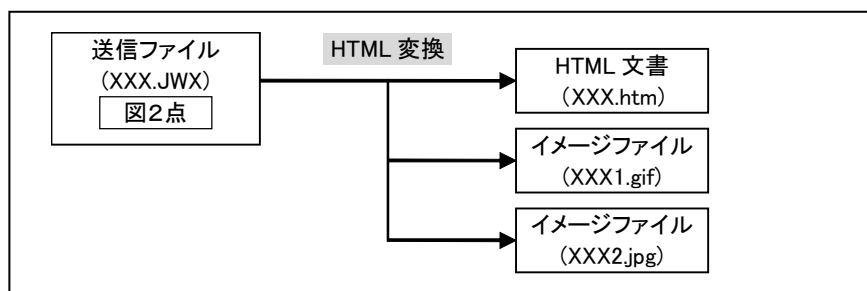 送信ファイル
(XXX.JWX)
図2点
HTML 変換
HTML 文書
(XXX.htm)
イメージファイル
(XXX1.gif)
イメージファイル
(XXX2.jpg)